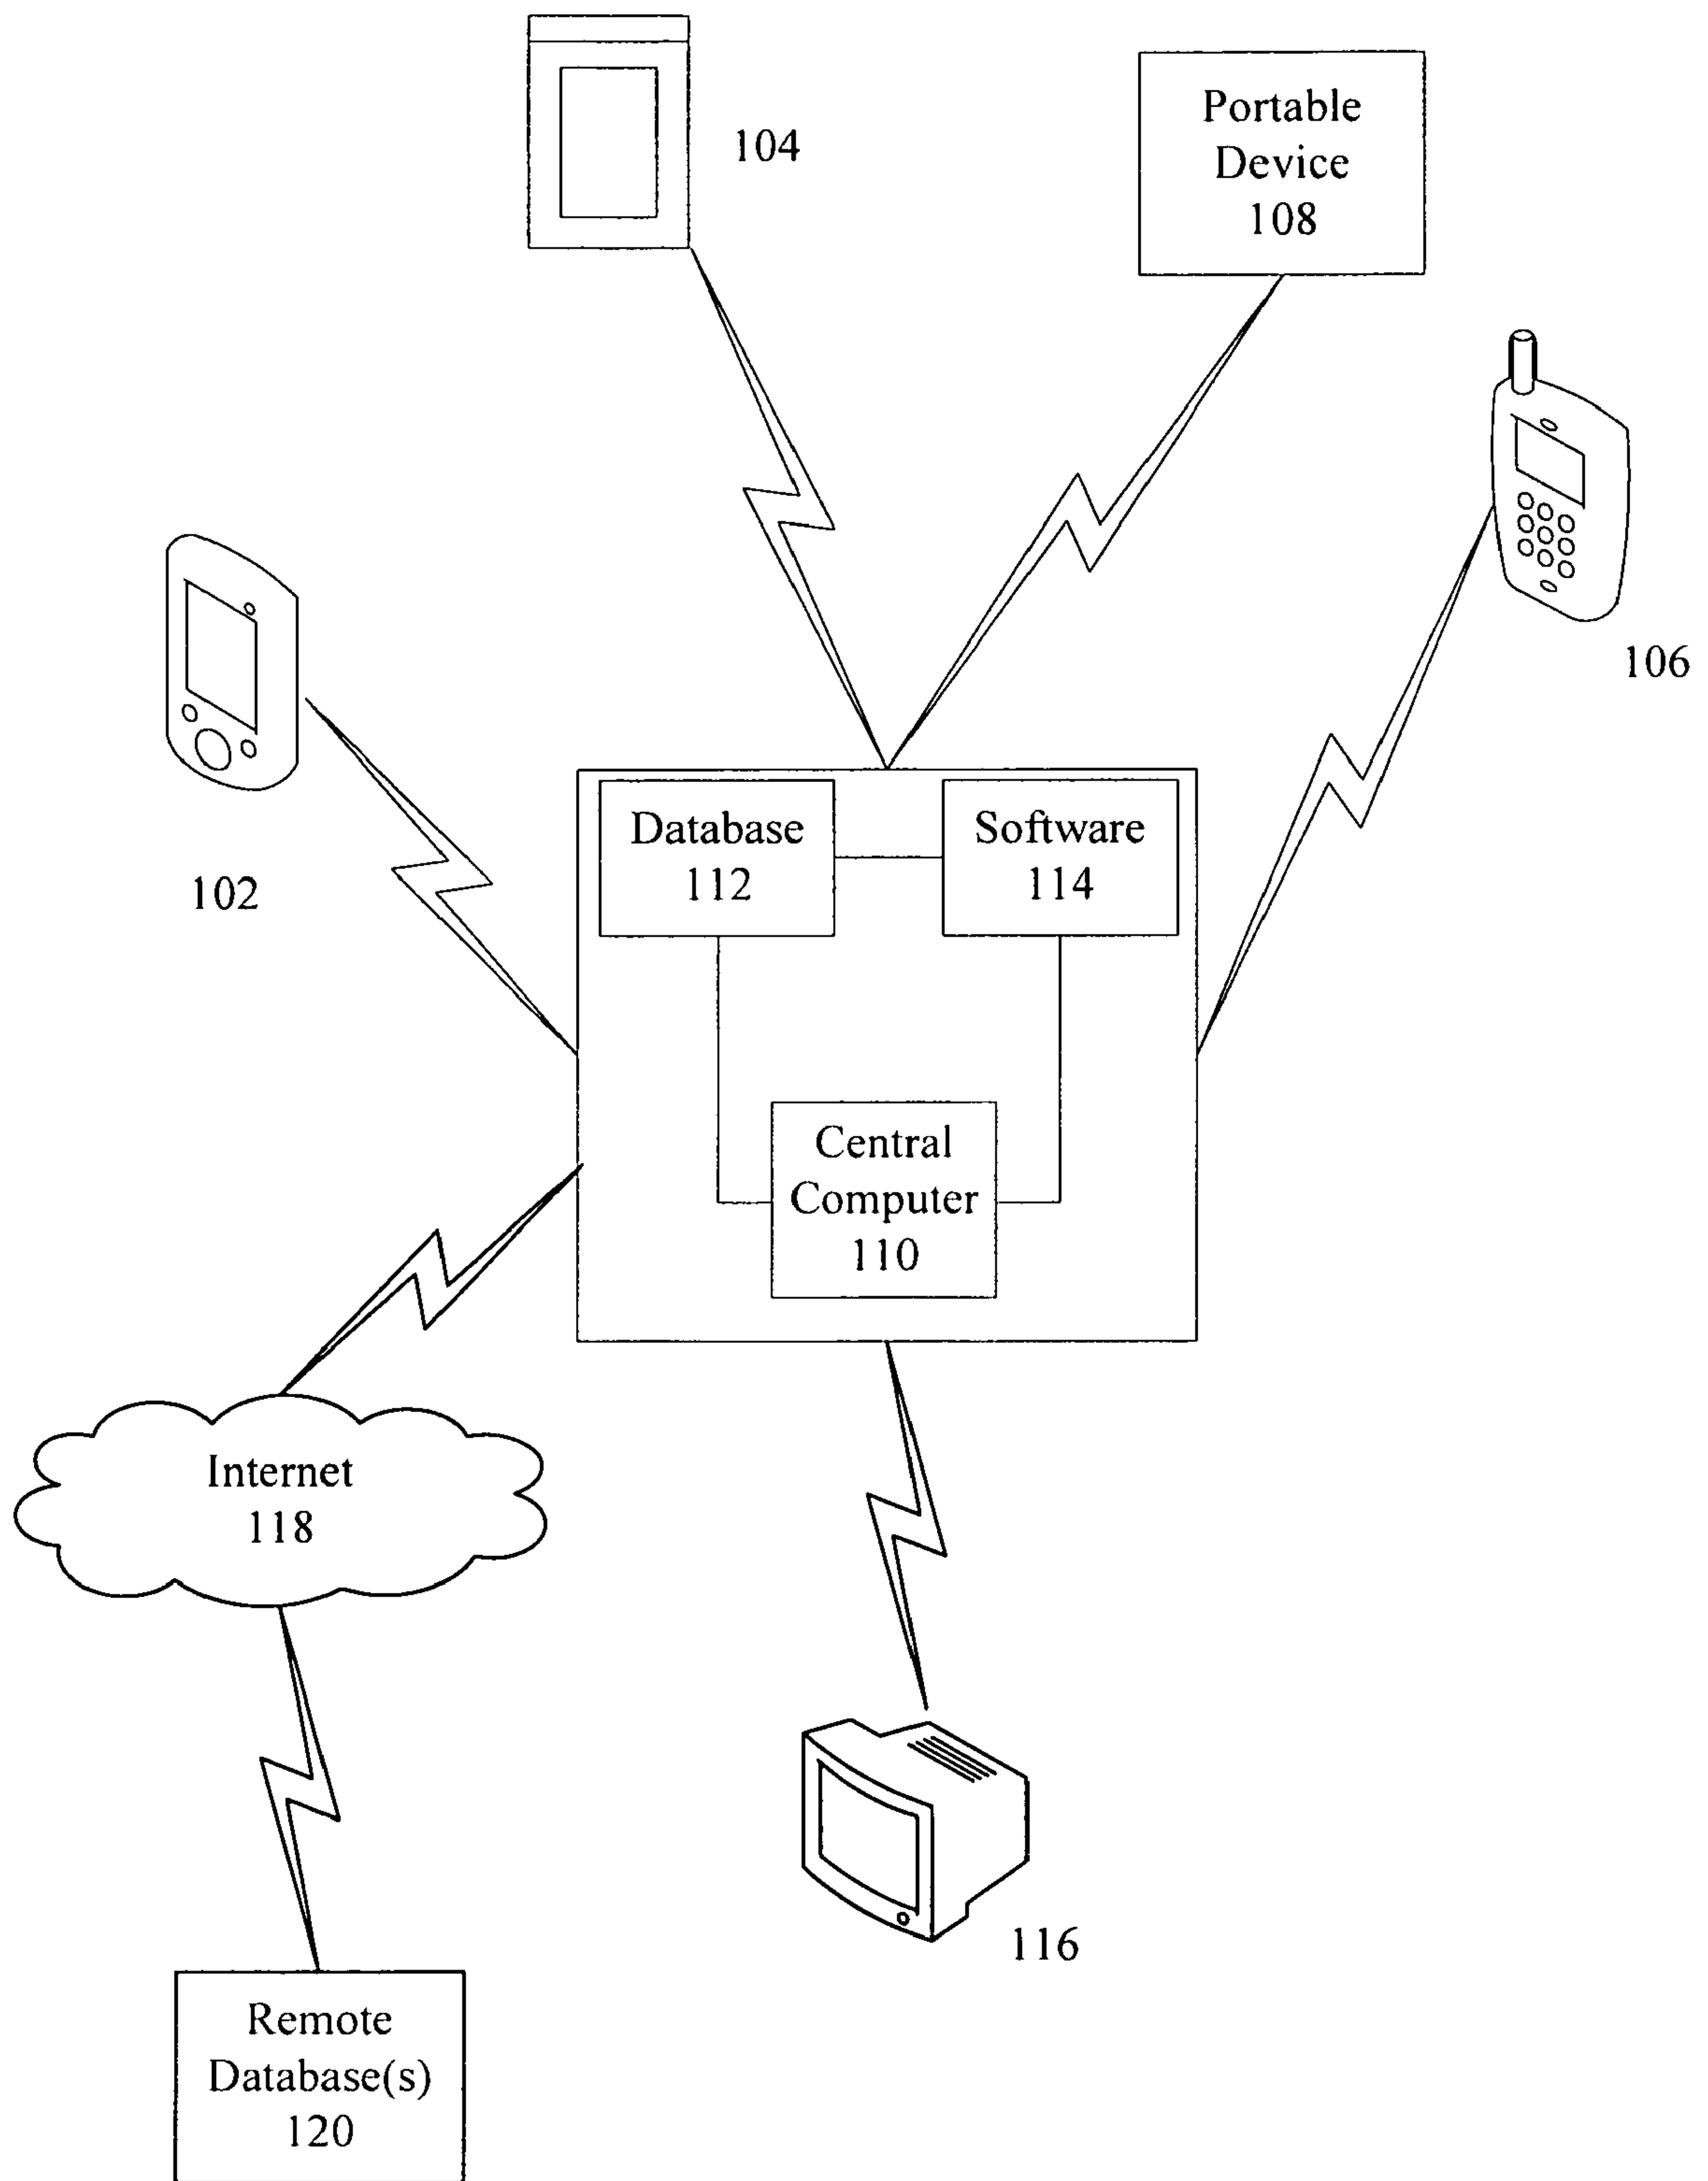 104
Portable
Device
108
106
102
Database
112
Software
114
Central
Computer
110
Internet
118
116
Remote
Database(s)
120